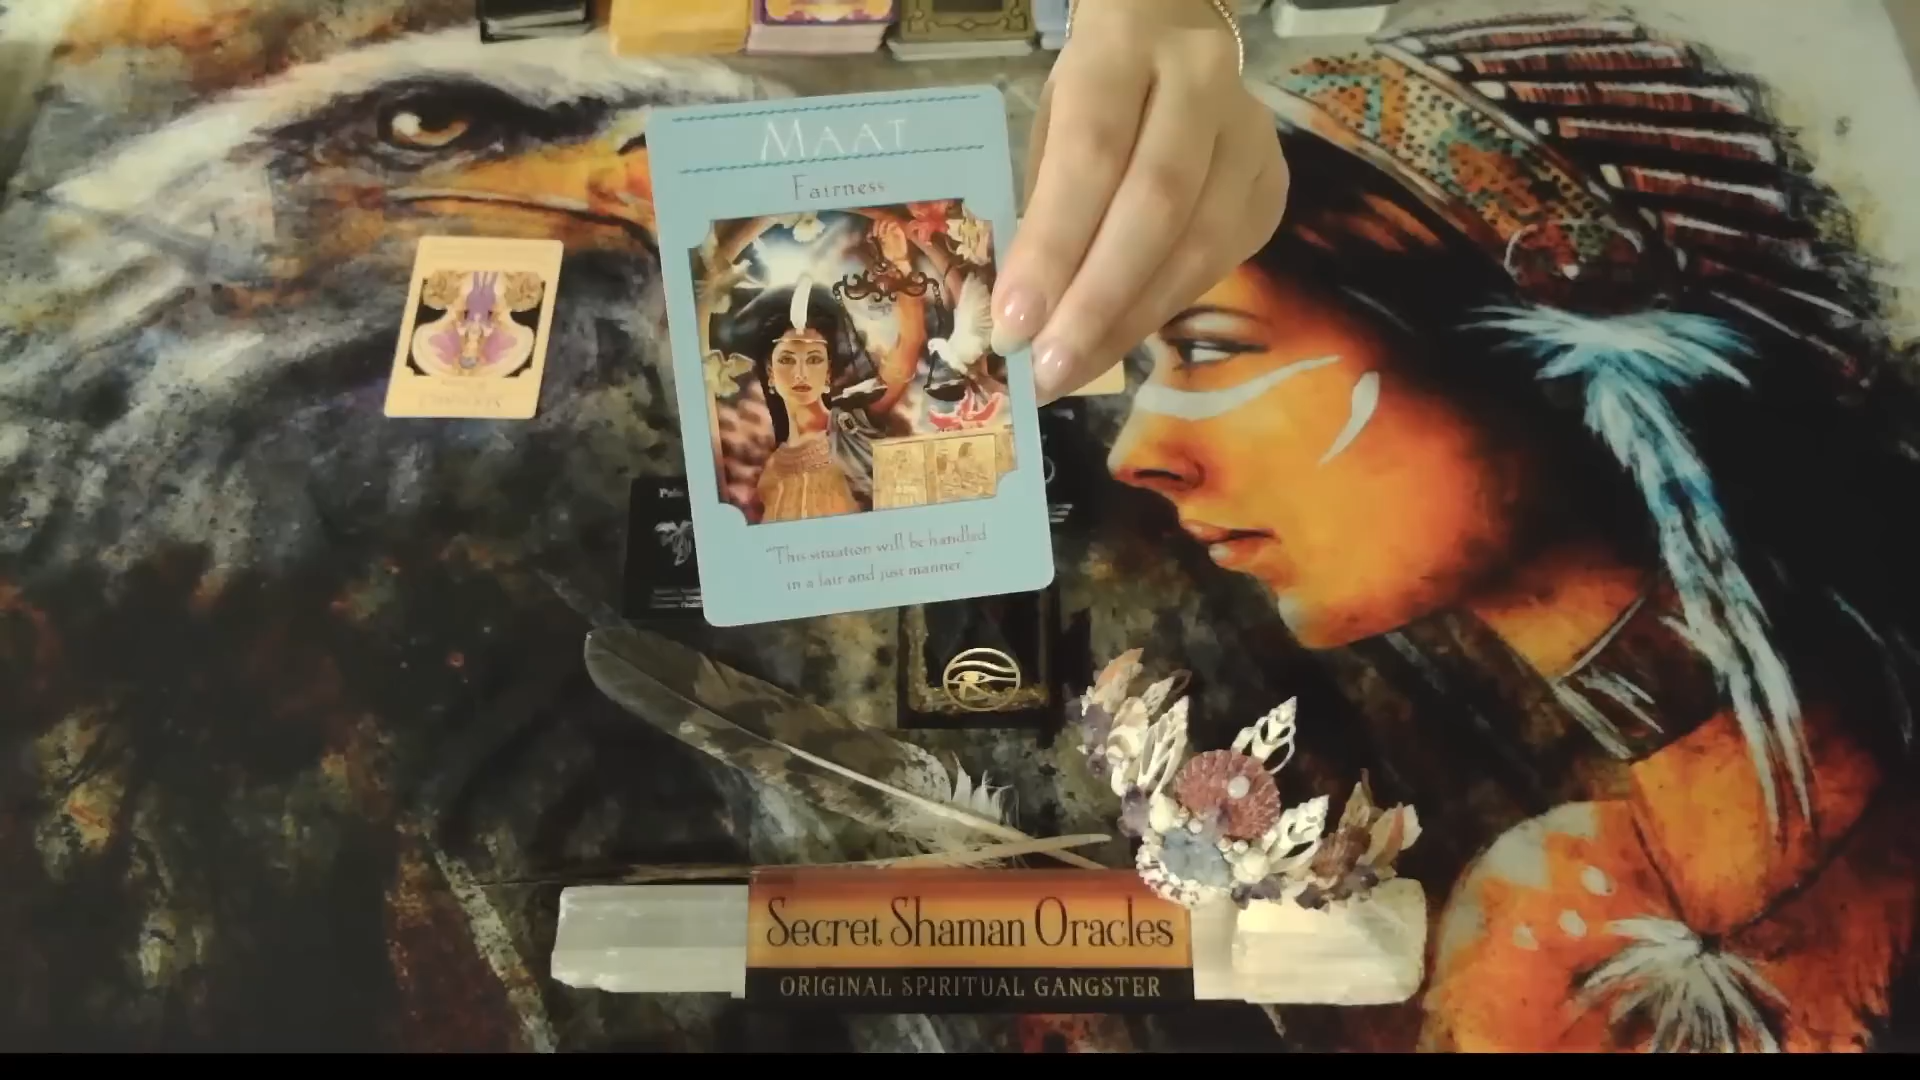 MAAT
Fairness
"This situation will be handled
in a fair and just manner."
Secret Shaman Oracles
ORIGINAL SPIRITUAL GANGSTER